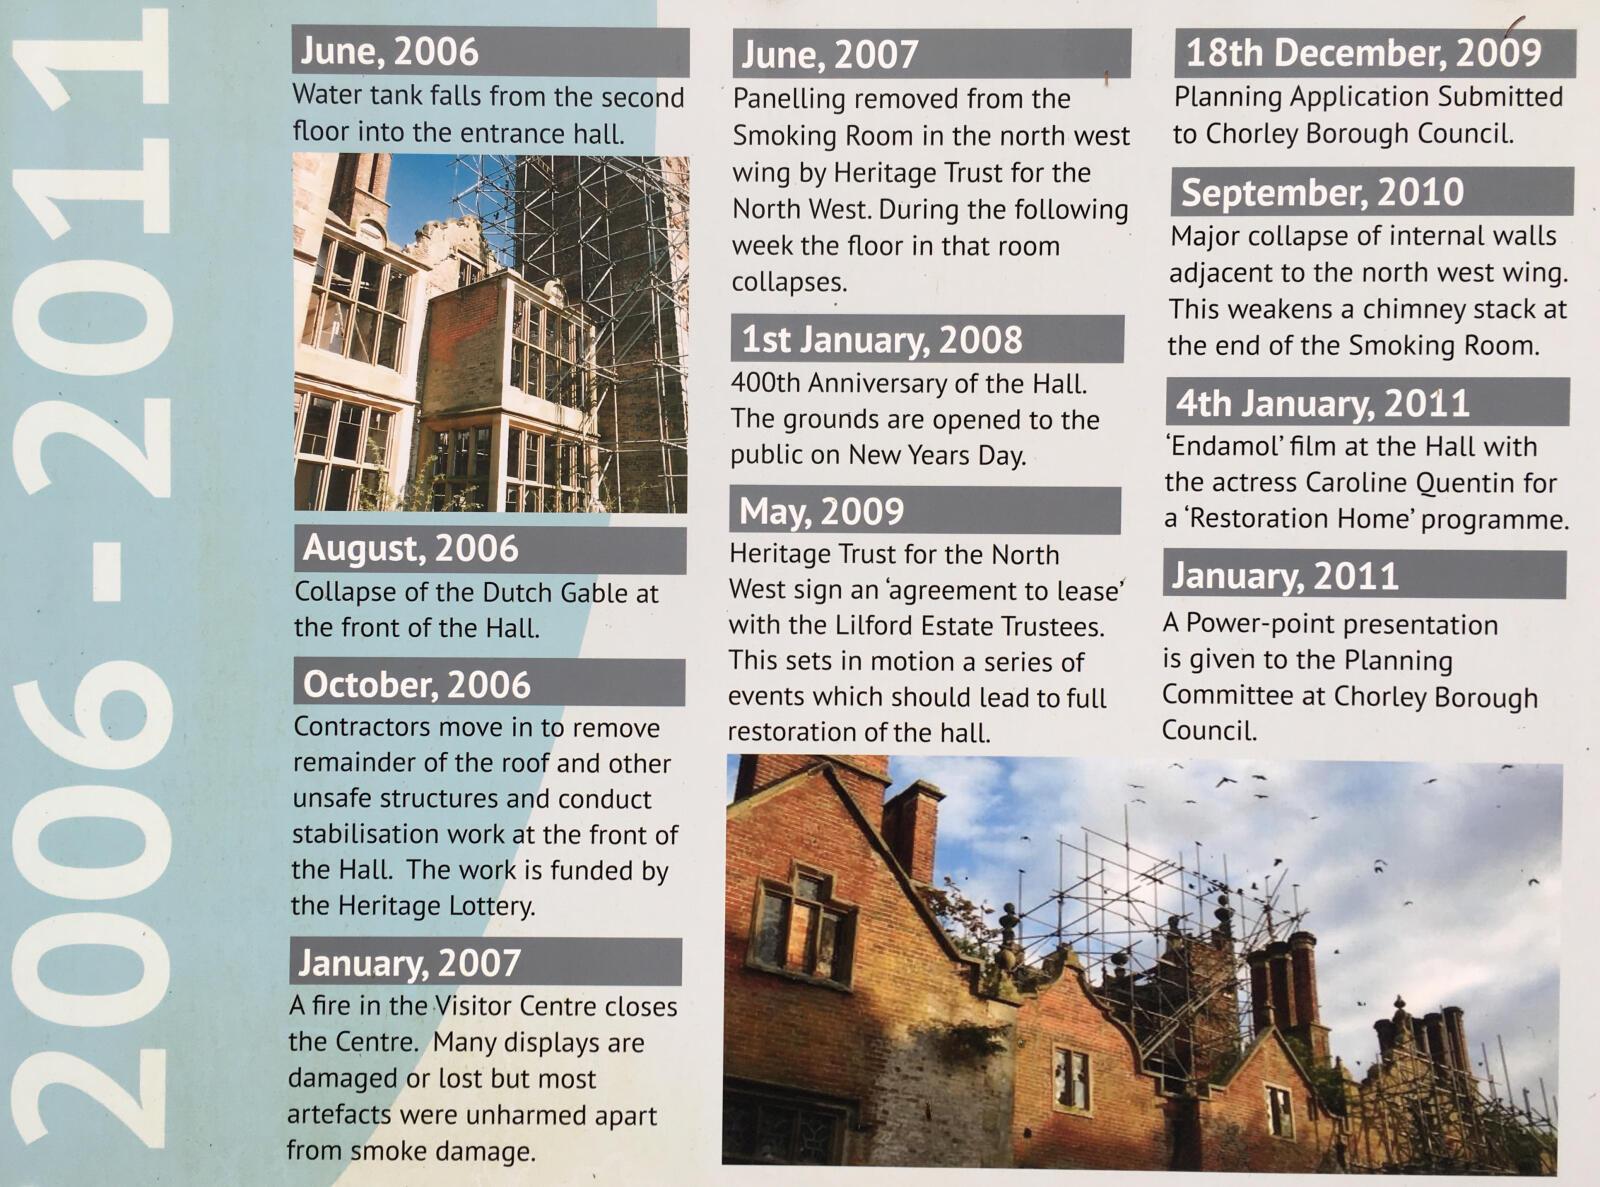 2006 - 2011
June, 2006
Water tank falls from the second
floor into the entrance hall.
August, 2006
Collapse of the Dutch Gable at
the front of the Hall.
October, 2006
Contractors move in to remove
remainder of the roof and other
unsafe structures and conduct
stabilisation work at the front of
the Hall. The work is funded by
the Heritage Lottery.
January, 2007
A fire in the Visitor Centre closes
the Centre. Many displays are
damaged or lost but most
artefacts were unharmed apart
from smoke damage.
June, 2007
Panelling removed from the
Smoking Room in the north west
wing by Heritage Trust for the
North West. During the following
week the floor in that room
collapses.
1st January, 2008
400th Anniversary of the Hall.
The grounds are opened to the
public on New Years Day.
May, 2009
Heritage Trust for the North
West sign an ‘agreement to lease’
with the Lilford Estate Trustees.
This sets in motion a series of
events which should lead to full
restoration of the hall.
18th December, 2009
Planning Application Submitted
to Chorley Borough Council.
September, 2010
Major collapse of internal walls
adjacent to the north west wing.
This weakens a chimney stack at
the end of the Smoking Room.
4th January, 2011
‘Endamol’ film at the Hall with
the actress Caroline Quentin for
a ‘Restoration Home’ programme.
January, 2011
A Power-point presentation
is given to the Planning
Committee at Chorley Borough
Council.